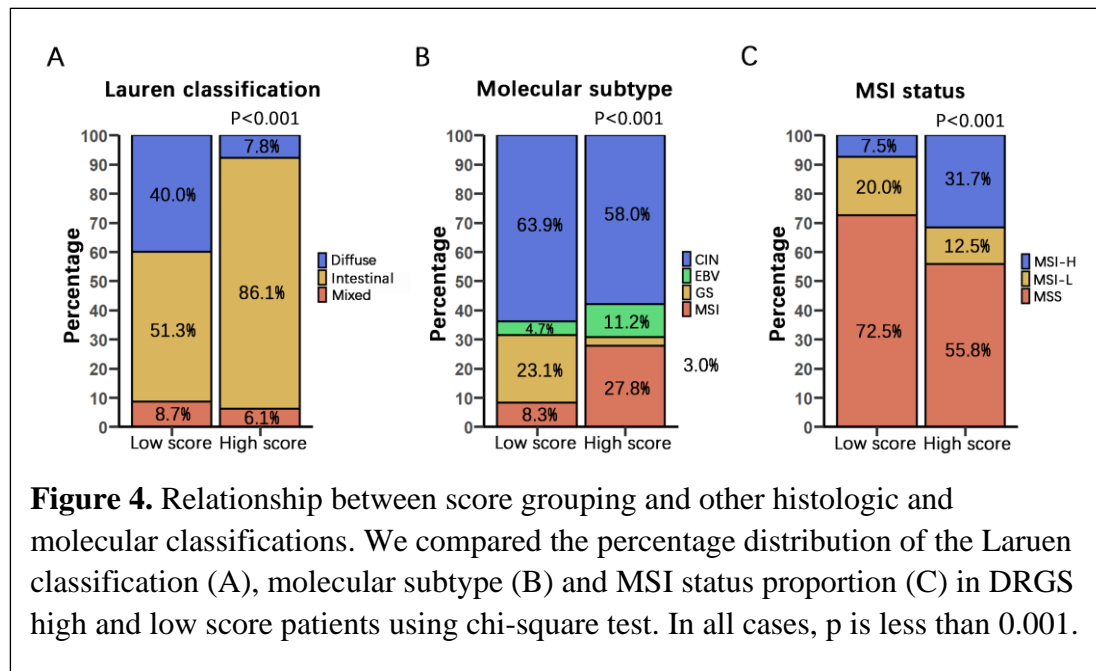 A
Lauren classification
P<0.001
Percentage
100
90
80
70
60
50
40
30
20
10
0
40.0%
51.3%
8.7%
7.8%
86.1%
6.1%
Low score
High score
Diffuse
Intestinal
Mixed
B
Molecular subtype
P<0.001
Percentage
100
90
80
70
60
50
40
30
20
10
0
63.9%
4.7%
23.1%
8.3%
58.0%
11.2%
3.0%
27.8%
Low score
High score
CIN
EBV
GS
MSI
C
MSI status
P<0.001
Percentage
100
90
80
70
60
50
40
30
20
10
0
7.5%
20.0%
72.5%
31.7%
12.5%
55.8%
Low score
High score
MSI-H
MSI-L
MSS
Figure 4. Relationship between score grouping and other histologic and
molecular classifications. We compared the percentage distribution of the Laruen
classification (A), molecular subtype (B) and MSI status proportion (C) in DRGS
high and low score patients using chi-square test. In all cases, p is less than 0.001.